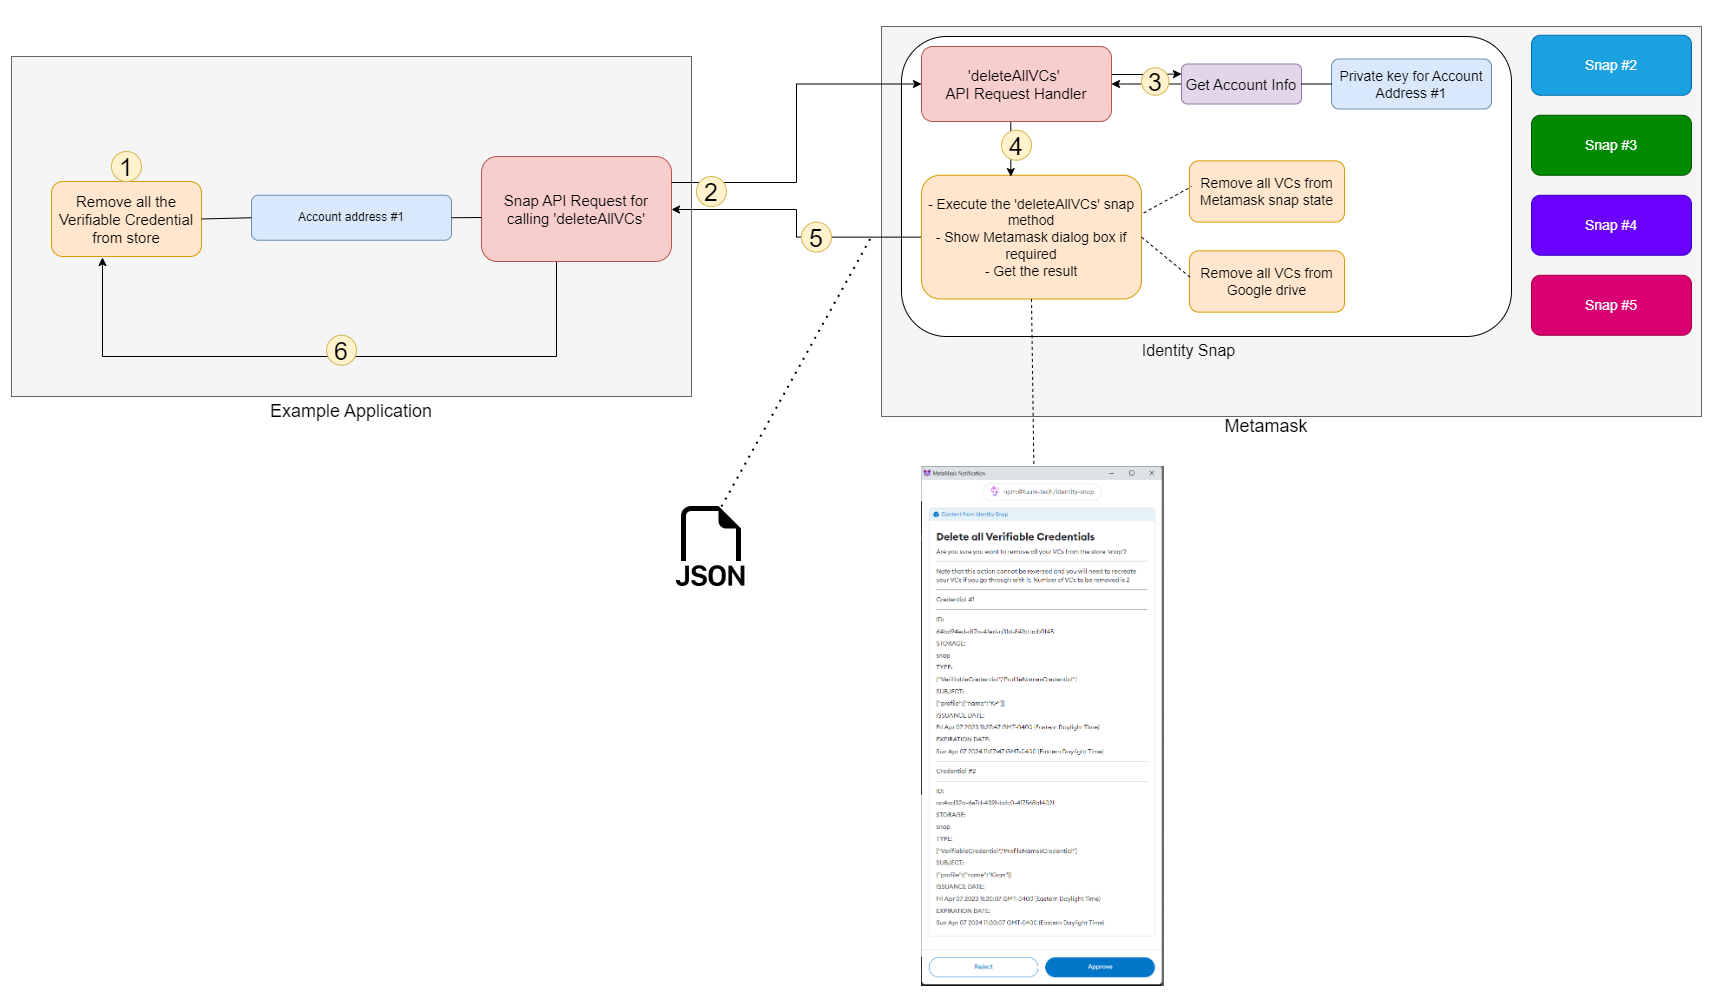 1
Remove all the
Verifiable Credential
from store
Account address #1
Snap API Request for
calling 'deleteAllVCs'
2
5
6
Example Application
'deleteAllVCs'
API Request Handler
3
Get Account Info
Private key for Account
Address #1
4
- Execute the 'deleteAllVCs' snap
method
- Show Metamask dialog box if
required
- Get the result
Remove all VCs from
Metamask snap state
Remove all VCs from
Google drive
Identity Snap
Metamask
Snap #2
Snap #3
Snap #4
Snap #5
JSON
MetaMask Notification
npm:@tuum-tech/identity-snap
Content from Identity Snap
Delete all Verifiable Credentials
Are you sure you want to remove all your VCs from the store snap?
Note that this action cannot be reversed and you will need to recreate
your VCs if you go through with it. Number of VCs to be removed is 2
Credential #1
ID:
STORAGE:
snap
TYPE:
["VerifiableCredential","ProfileNamesCredential"]
SUBJECT:
{"profile":{"name":"KP"}}
ISSUANCE DATE:
Fri Apr 07 2023 11:27:47 GMT-0400 (Eastern Daylight Time)
EXPIRATION DATE:
Sun Apr 07 2024 11:27:47 GMT-0400 (Eastern Daylight Time)
Credential #2
ID:
STORAGE:
snap
TYPE:
["VerifiableCredential","ProfileNamesCredential"]
SUBJECT:
{"profile":{"name":"Kiran"}}
ISSUANCE DATE:
Fri Apr 07 2023 11:30:07 GMT-0400 (Eastern Daylight Time)
EXPIRATION DATE:
Sun Apr 07 2024 11:30:07 GMT-0400 (Eastern Daylight Time)
Reject
Approve